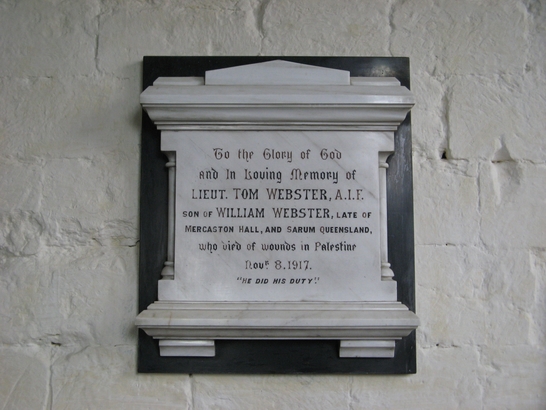 To the Glory of God
and In Loving Memory of
LIEUT. TOM WEBSTER, A.I.F.
SON OF WILLIAM WEBSTER, LATE OF
MERCASTON HALL, AND SARUM QUEENSLAND,
who died of wounds in Palestine
Novr. 8.1917.
"HE DID HIS DUTY."